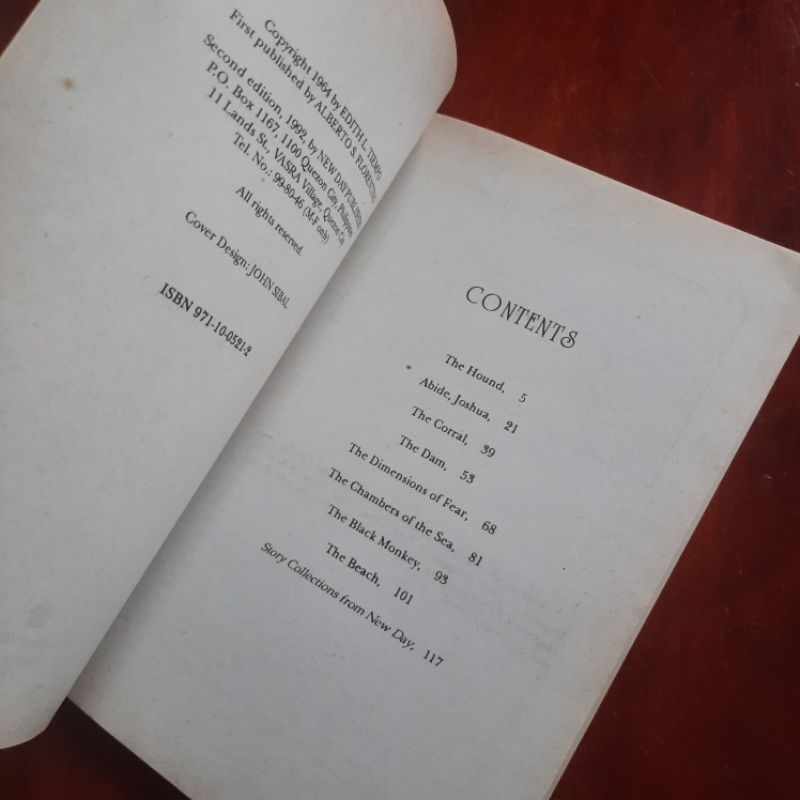 Copyright 1964 by EDITH L. TIEMPO
First published by ALBERTO S. FLORENTINO
Second edition, 1992, by NEW DAY PUBLISHERS
P.O. Box 1167, 1100 Quezon City, Philippines
11 Lands St., VASRA Village, Quezon City
Tel. No.: 99-80-46 (M-F only)
All rights reserved.
Cover Design: JOHN SIBAL
ISBN 971-10-0521-2
CONTENTS
The Hound, 5
Abide, Joshua, 21
The Corral, 39
The Dam, 53
The Dimensions of Fear, 68
The Chambers of the Sea, 81
The Black Monkey, 93
The Beach, 101
Story Collections from New Day, 117